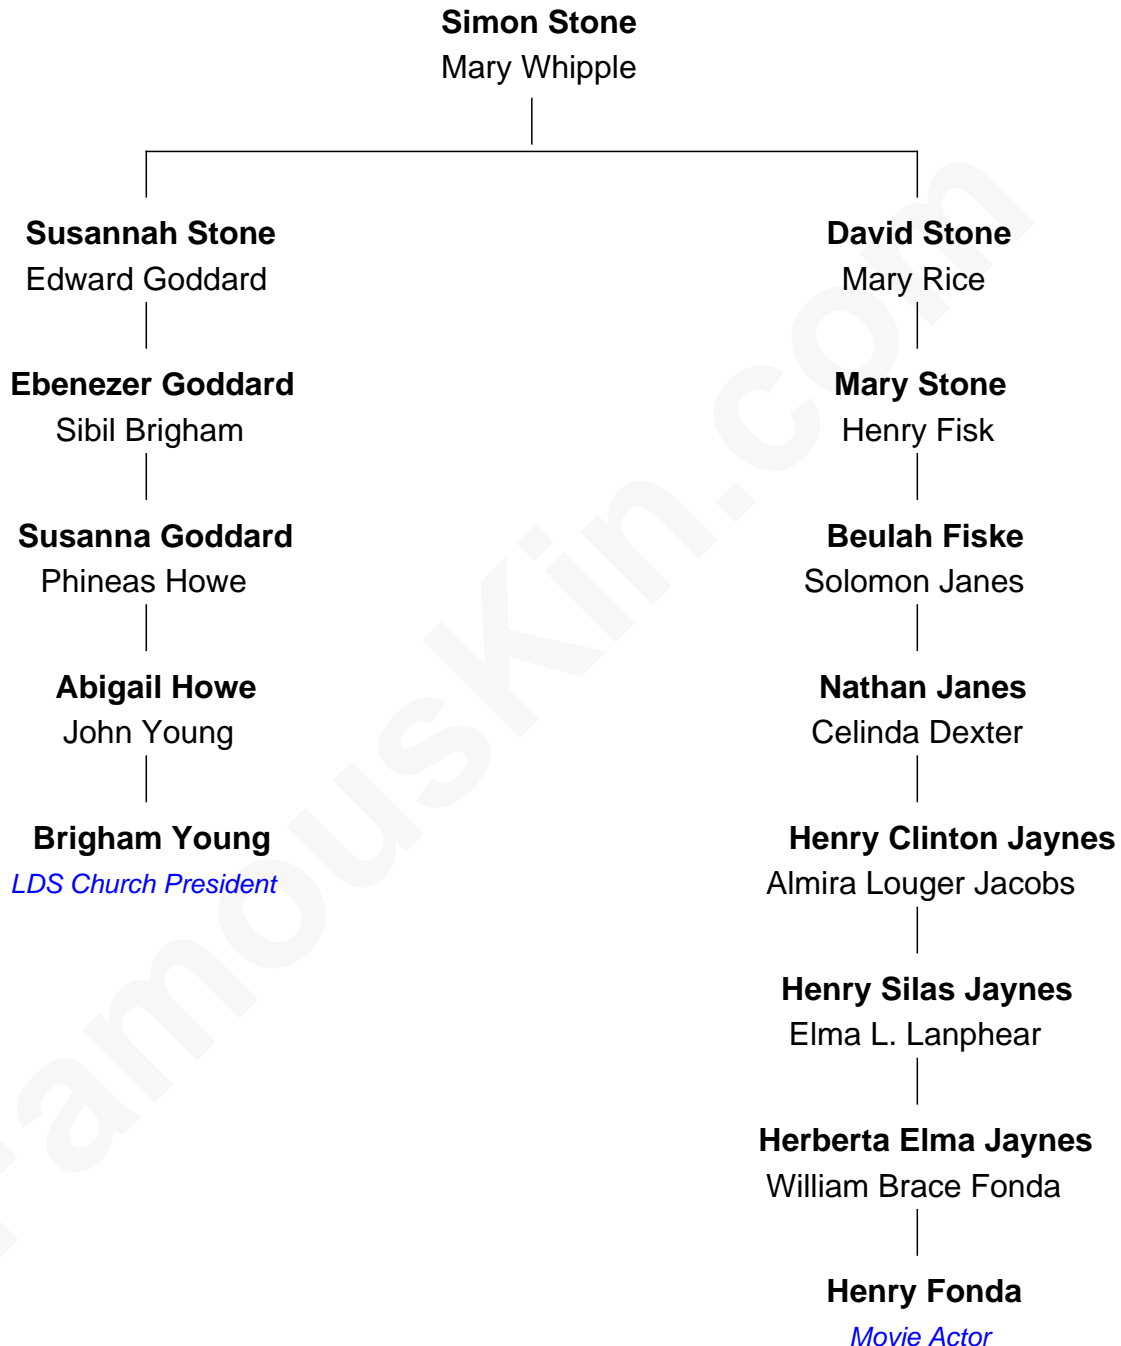 Simon Stone
Mary Whipple
Susannah Stone
Edward Goddard
David Stone
Mary Rice
Ebenezer Goddard
Sibil Brigham
Mary Stone
Henry Fisk
Susanna Goddard
Phineas Howe
Beulah Fiske
Solomon Janes
Abigail Howe
John Young
Nathan Janes
Celinda Dexter
Brigham Young
LDS Church President
Henry Clinton Jaynes
Almira Louger Jacobs
Henry Silas Jaynes
Elma L. Lanphear
Herberta Elma Jaynes
William Brace Fonda
Henry Fonda
Movie Actor
FamousKin.com